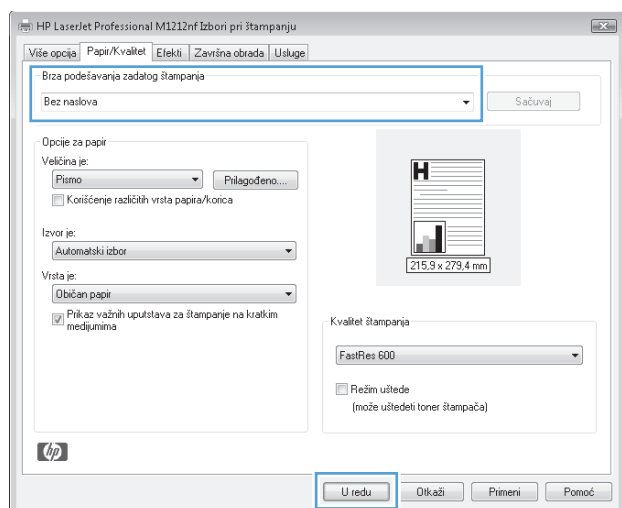 HP LaserJet Professional M1212nf Izbori pri štampanju
Više opcija Papir/Kvalitet Efekti Završna obrada Usluge
Brza podešavanja zadatog štampanja
Bez naslova Sačuvaj
Opcije za papir
Veličina je:
Pismo Prilagođeno....
Korišćenje različitih vrsta papira/korica
Izvor je:
Automatski izbor
Vrsta je:
Običan papir
Prikaz važnih uputstava za štampanje na kratkim
medijumima
H
215,9 x 279,4 mm
Kvalitet štampanja
FastRes 600
Režim uštede
(može uštedeti toner štampača)
hp
U redu Otkaži Primeni Pomoć